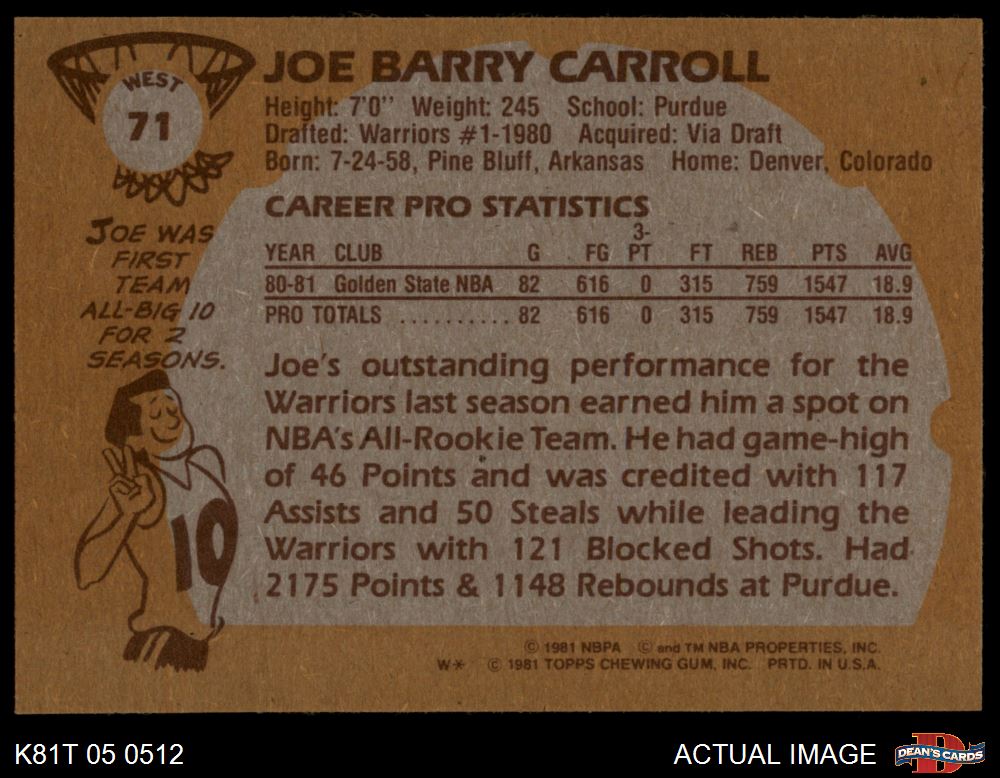 WEST
71
JOE BARRY CARROLL
Height: 7'0" Weight: 245 School: Purdue
Drafted: Warriors #1-1980 Acquired: Via Draft
Born: 7-24-58, Pine Bluff, Arkansas Home: Denver, Colorado
CAREER PRO STATISTICS
YEAR CLUB G FG 3-PT FT REB PTS AVG
80-81 Golden State NBA 82 616 0 315 759 1547 18.9
PRO TOTALS .......... 82 616 0 315 759 1547 18.9
JOE WAS
FIRST
TEAM
ALL-BIG 10
FOR 2
SEASONS.
10
Joe's outstanding performance for the
Warriors last season earned him a spot on
NBA's All-Rookie Team. He had game-high
of 46 Points and was credited with 117
Assists and 50 Steals while leading the
Warriors with 121 Blocked Shots. Had
2175 Points & 1148 Rebounds at Purdue.
© 1981 NBPA © and TM NBA PROPERTIES, INC.
W* © 1981 TOPPS CHEWING GUM, INC. PRTD. IN U.S.A.
K81T 05 0512
ACTUAL IMAGE
DEAN'S CARDS